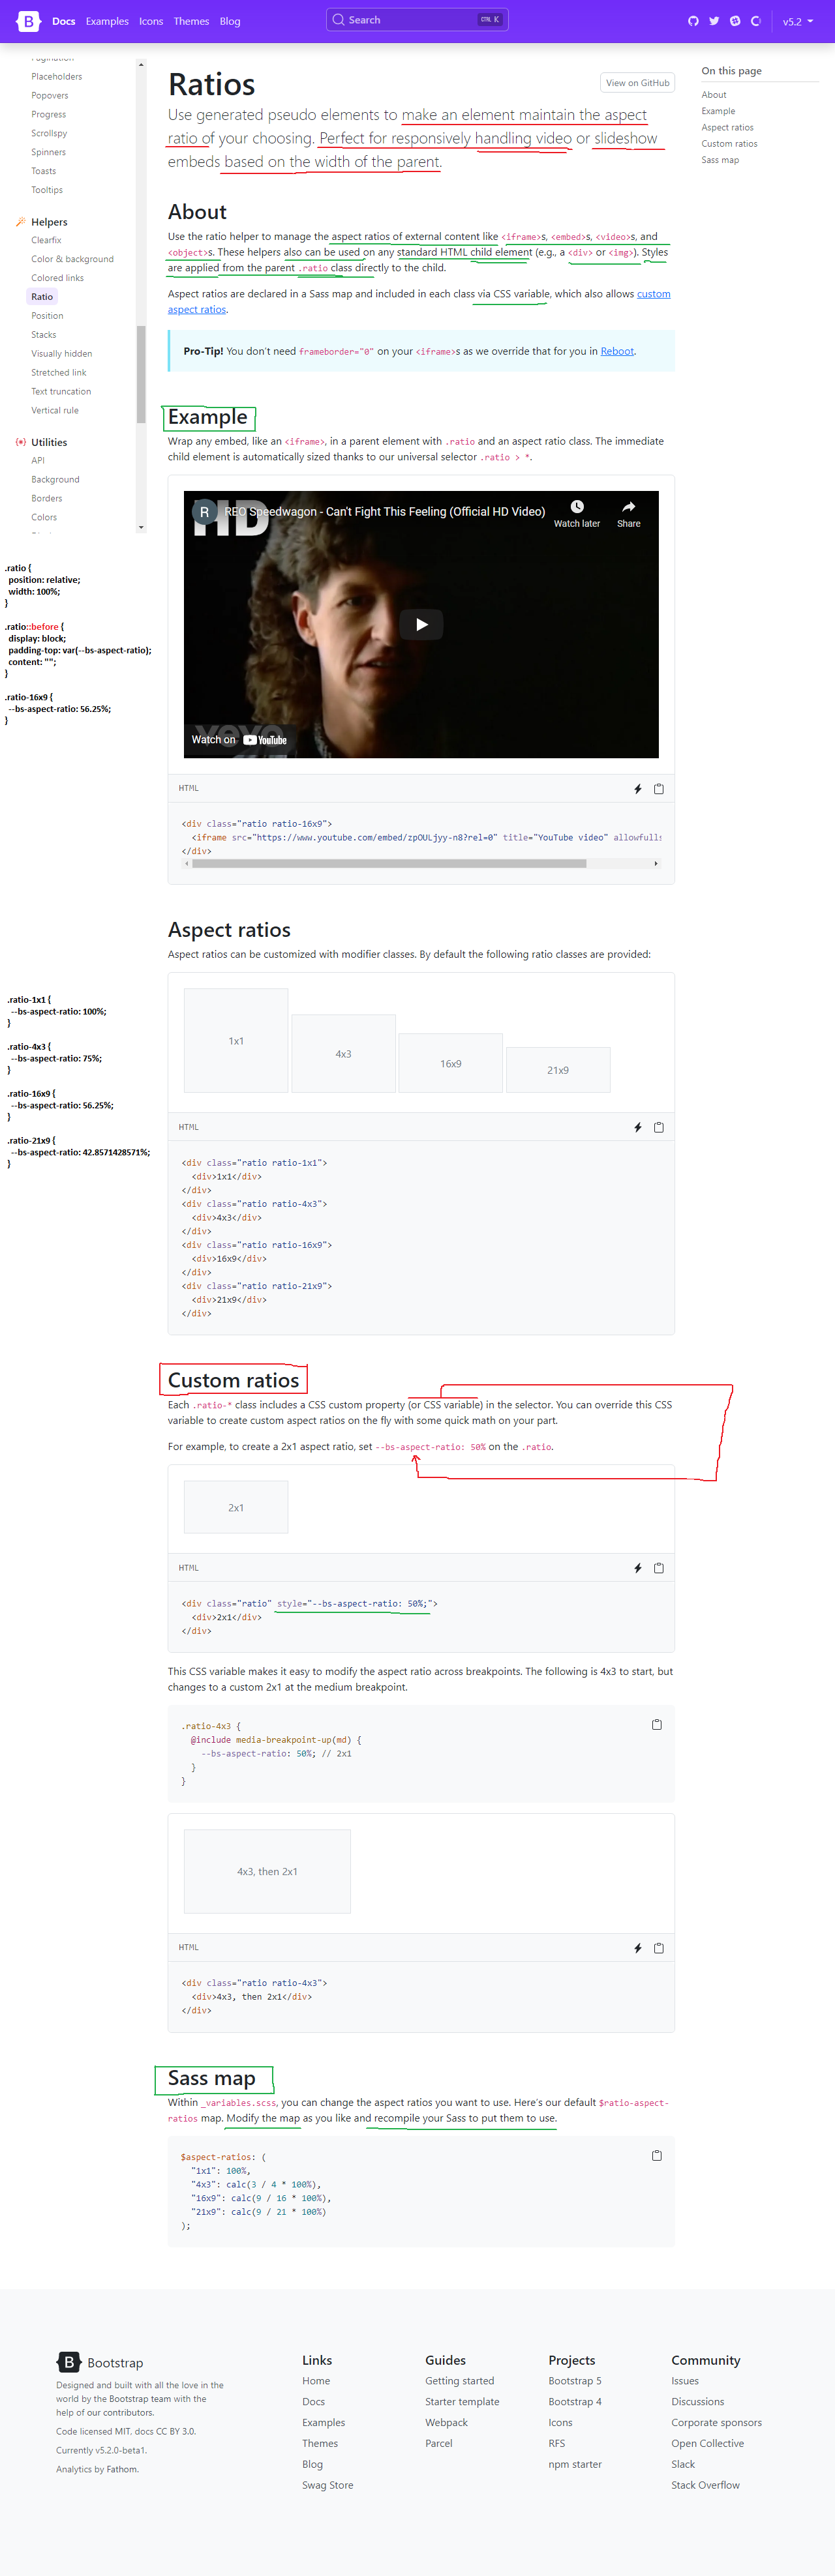 B Docs Examples Icons Themes Blog Search CTRL K v5.2
Placeholders
Popovers
Progress
Scrollspy
Spinners
Toasts
Tooltips
Helpers
Clearfix
Color & background
Colored links
Ratio
Position
Stacks
Visually hidden
Stretched link
Text truncation
Vertical rule
Utilities
API
Background
Borders
Colors
.ratio {
position: relative;
width: 100%;
}
.ratio::before {
display: block;
padding-top: var(--bs-aspect-ratio);
content: "";
}
.ratio-16x9 {
--bs-aspect-ratio: 56.25%;
}
.ratio-1x1 {
--bs-aspect-ratio: 100%;
}
.ratio-4x3 {
--bs-aspect-ratio: 75%;
}
.ratio-16x9 {
--bs-aspect-ratio: 56.25%;
}
.ratio-21x9 {
--bs-aspect-ratio: 42.8571428571%;
}
Ratios
View on GitHub
Use generated pseudo elements to make an element maintain the aspect
ratio of your choosing. Perfect for responsively handling video or slideshow
embeds based on the width of the parent.
On this page
About
Example
Aspect ratios
Custom ratios
Sass map
About
Use the ratio helper to manage the aspect ratios of external content like <iframe>s, <embed>s, <video>s, and
<object>s. These helpers also can be used on any standard HTML child element (e.g., a <div> or <img>). Styles
are applied from the parent .ratio class directly to the child.
Aspect ratios are declared in a Sass map and included in each class via CSS variable, which also allows custom
aspect ratios.
Pro-Tip! You don't need frameborder="0" on your <iframe>s as we override that for you in Reboot.
Example
Wrap any embed, like an <iframe>, in a parent element with .ratio and an aspect ratio class. The immediate
child element is automatically sized thanks to our universal selector .ratio > *.
HD
R REO Speedwagon - Can't Fight This Feeling (Official HD Video)
Watch later Share
vevo
Watch on YouTube
HTML
<div class="ratio ratio-16x9">
<iframe src="https://www.youtube.com/embed/zpOULjyy-n8?rel=0" title="YouTube video" allowfulls
</div>
Aspect ratios
Aspect ratios can be customized with modifier classes. By default the following ratio classes are provided:
1x1
4x3
16x9
21x9
HTML
<div class="ratio ratio-1x1">
<div>1x1</div>
</div>
<div class="ratio ratio-4x3">
<div>4x3</div>
</div>
<div class="ratio ratio-16x9">
<div>16x9</div>
</div>
<div class="ratio ratio-21x9">
<div>21x9</div>
</div>
Custom ratios
Each .ratio-* class includes a CSS custom property (or CSS variable) in the selector. You can override this CSS
variable to create custom aspect ratios on the fly with some quick math on your part.
For example, to create a 2x1 aspect ratio, set --bs-aspect-ratio: 50% on the .ratio.
2x1
HTML
<div class="ratio" style="--bs-aspect-ratio: 50%;">
<div>2x1</div>
</div>
This CSS variable makes it easy to modify the aspect ratio across breakpoints. The following is 4x3 to start, but
changes to a custom 2x1 at the medium breakpoint.
.ratio-4x3 {
@include media-breakpoint-up(md) {
--bs-aspect-ratio: 50%; // 2x1
}
}
4x3, then 2x1
HTML
<div class="ratio ratio-4x3">
<div>4x3, then 2x1</div>
</div>
Sass map
Within _variables.scss, you can change the aspect ratios you want to use. Here's our default $ratio-aspect-
ratios map. Modify the map as you like and recompile your Sass to put them to use.
$aspect-ratios: (
"1x1": 100%,
"4x3": calc(3 / 4 * 100%),
"16x9": calc(9 / 16 * 100%),
"21x9": calc(9 / 21 * 100%)
);
B Bootstrap
Designed and built with all the love in the
world by the Bootstrap team with the
help of our contributors.
Code licensed MIT, docs CC BY 3.0.
Currently v5.2.0-beta1.
Analytics by Fathom.
Links
Home
Docs
Examples
Themes
Blog
Swag Store
Guides
Getting started
Starter template
Webpack
Parcel
Projects
Bootstrap 5
Bootstrap 4
Icons
RFS
npm starter
Community
Issues
Discussions
Corporate sponsors
Open Collective
Slack
Stack Overflow